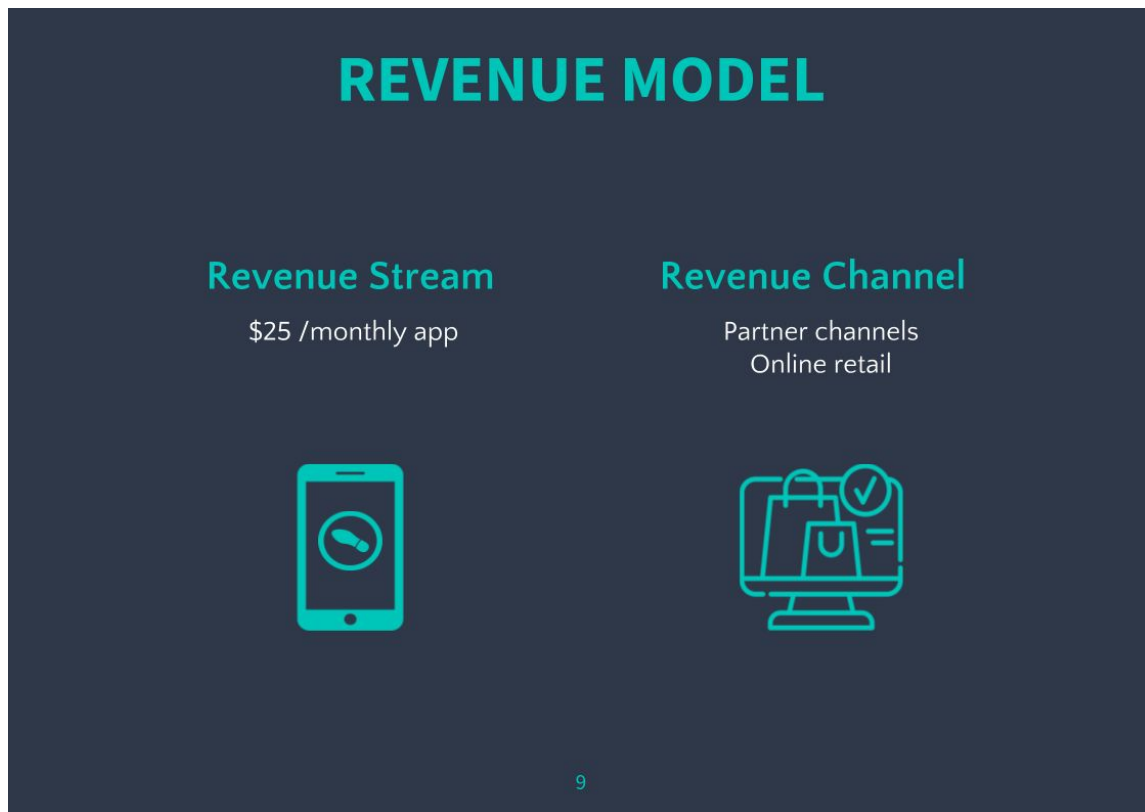 REVENUE MODEL
Revenue Stream
$25 /monthly app
Revenue Channel
Partner channels
Online retail
9